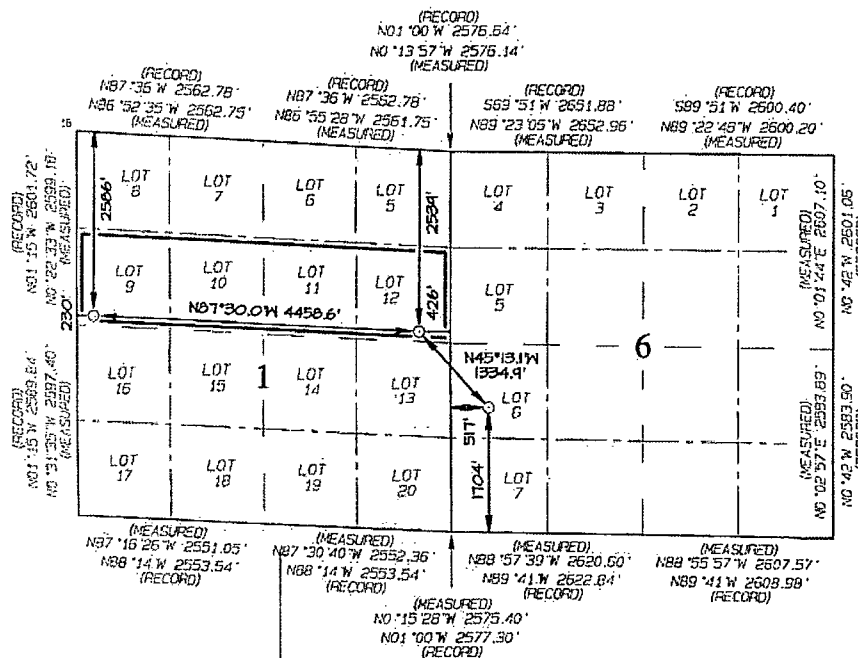 (RECORD)
N01°00'W 2576.64'
N0°13'57"W 2576.14'
(MEASURED)
(RECORD)
N87°36'W 2562.78'
N86°52'35"W 2562.75'
(MEASURED)
(RECORD)
N87°36'W 2562.78'
N86°55'28"W 2561.75'
(MEASURED)
(RECORD)
S89°51'W 2651.88'
N89°23'05"W 2652.96'
(MEASURED)
(RECORD)
S89°51'W 2600.40'
N89°22'48"W 2600.20'
(MEASURED)
LOT
8
LOT
7
LOT
6
LOT
5
LOT
4
LOT
3
LOT
2
LOT
1
2586'
2584'
(RECORD)
N01°15'W 2601.72'
N0°22'33"W 2599.16'
(MEASURED)
(MEASURED)
N0°01'44"E 2607.10'
N0°42'W 2601.06'
LOT
9
LOT
10
LOT
11
LOT
12
LOT
5
426'
230'
N87°30.0'W 4458.6'
N45°13.1'W
1334.9'
6
1
LOT
16
LOT
15
LOT
14
LOT
13
LOT
6
517'
1704'
(RECORD)
N01°15'W 2569.84'
N0°31'35"W 2597.40'
(MEASURED)
(MEASURED)
N0°02'57"E 2583.89'
N0°42'W 2583.90'
LOT
17
LOT
18
LOT
19
LOT
20
LOT
7
(MEASURED)
N87°16'26"W 2551.05'
N88°14'W 2553.54'
(RECORD)
(MEASURED)
N87°30'40"W 2552.36'
N88°14'W 2553.54'
(RECORD)
(MEASURED)
N88°57'39"W 2620.60'
N89°41'W 2622.84'
(RECORD)
(MEASURED)
N88°55'57"W 2607.57'
N89°41'W 2608.98'
(RECORD)
(MEASURED)
N0°15'28"W 2575.40'
N01°00'W 2577.30'
(RECORD)